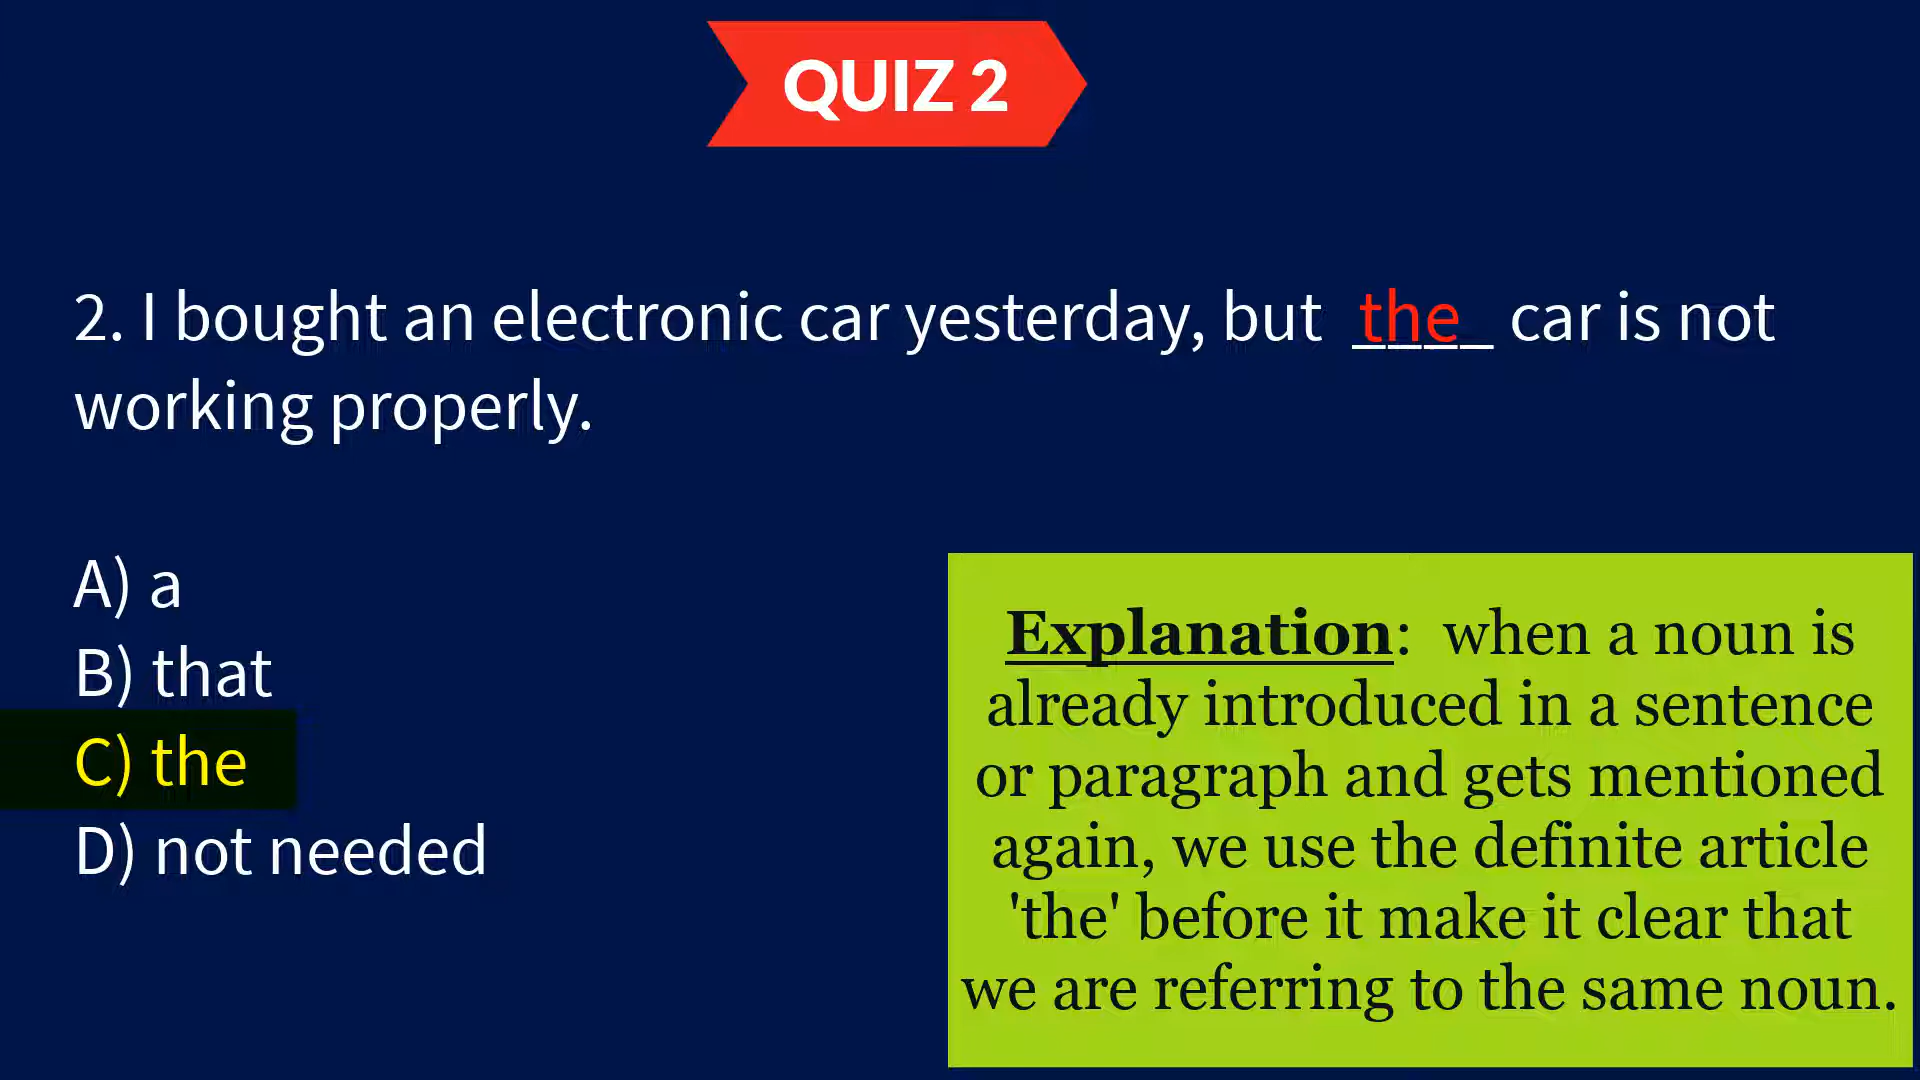 QUIZ 2
2. I bought an electronic car yesterday, but the car is not
working properly.
A) a
B) that
C) the
D) not needed
Explanation: when a noun is
already introduced in a sentence
or paragraph and gets mentioned
again, we use the definite article
'the' before it make it clear that
we are referring to the same noun.